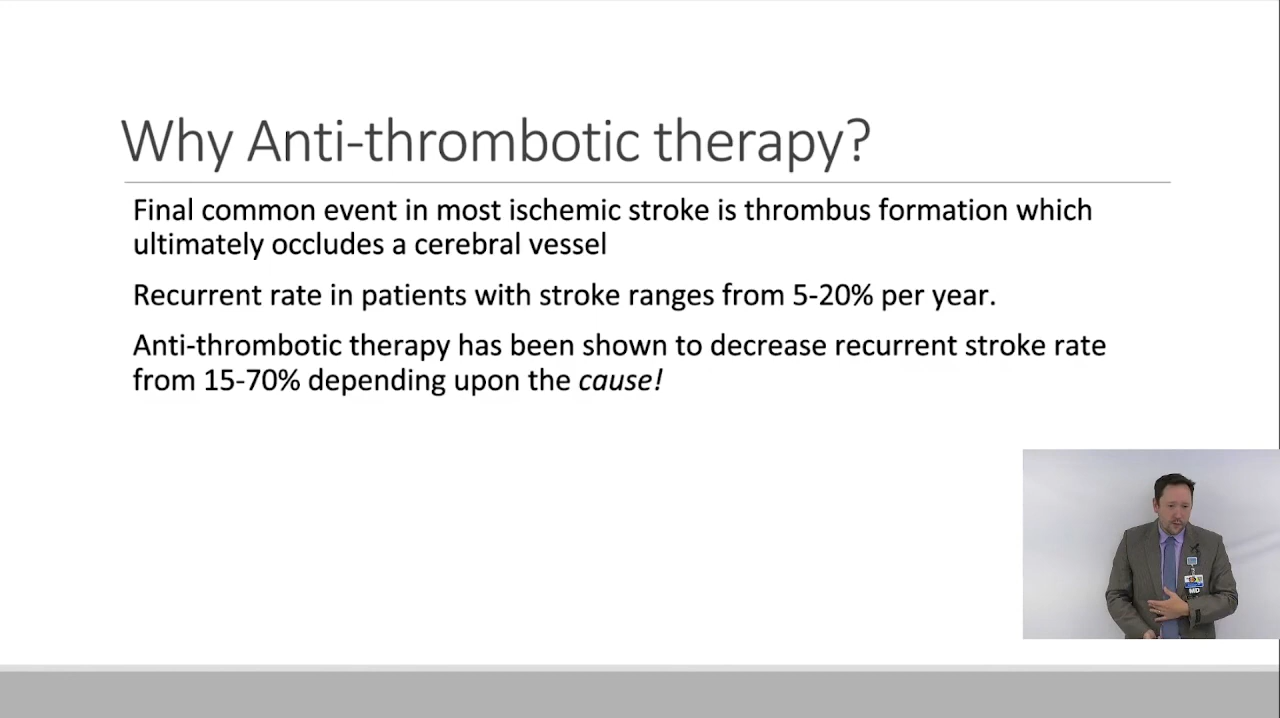 Why Anti-thrombotic therapy?
Final common event in most ischemic stroke is thrombus formation which
ultimately occludes a cerebral vessel
Recurrent rate in patients with stroke ranges from 5-20% per year.
Anti-thrombotic therapy has been shown to decrease recurrent stroke rate
from 15-70% depending upon the cause!
MD